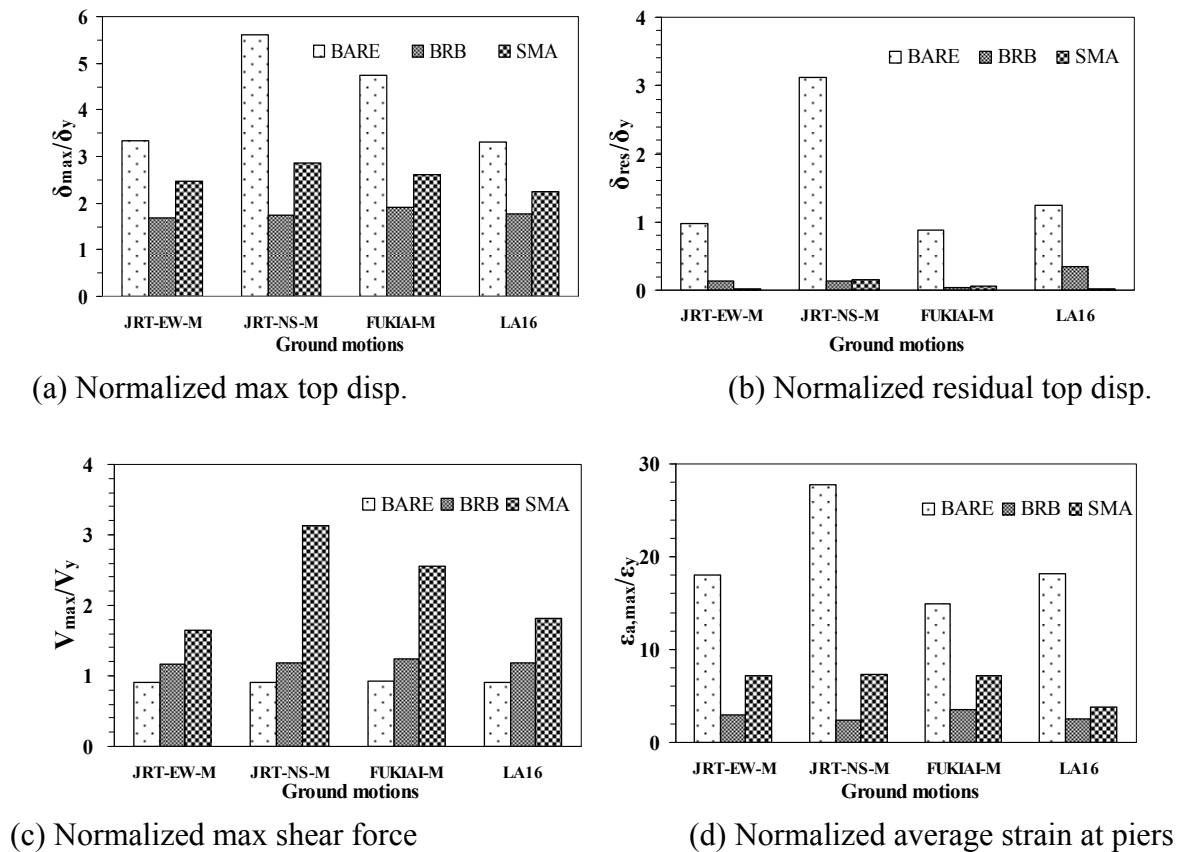 6
5
4
3
2
1
0
δmax/δy
BARE BRB SMA
JRT-EW-M JRT-NS-M FUKIAI-M LA16
Ground motions
(a) Normalized max top disp.
4
3
2
1
0
δres/δy
BARE BRB SMA
JRT-EW-M JRT-NS-M FUKIAI-M LA16
Ground motions
(b) Normalized residual top disp.
4
3
2
1
0
Vmax/Vy
BARE BRB SMA
JRT-EW-M JRT-NS-M FUKIAI-M LA16
Ground motions
(c) Normalized max shear force
30
20
10
0
εa,max/εy
BARE BRB SMA
JRT-EW-M JRT-NS-M FUKIAI-M LA16
Ground motions
(d) Normalized average strain at piers